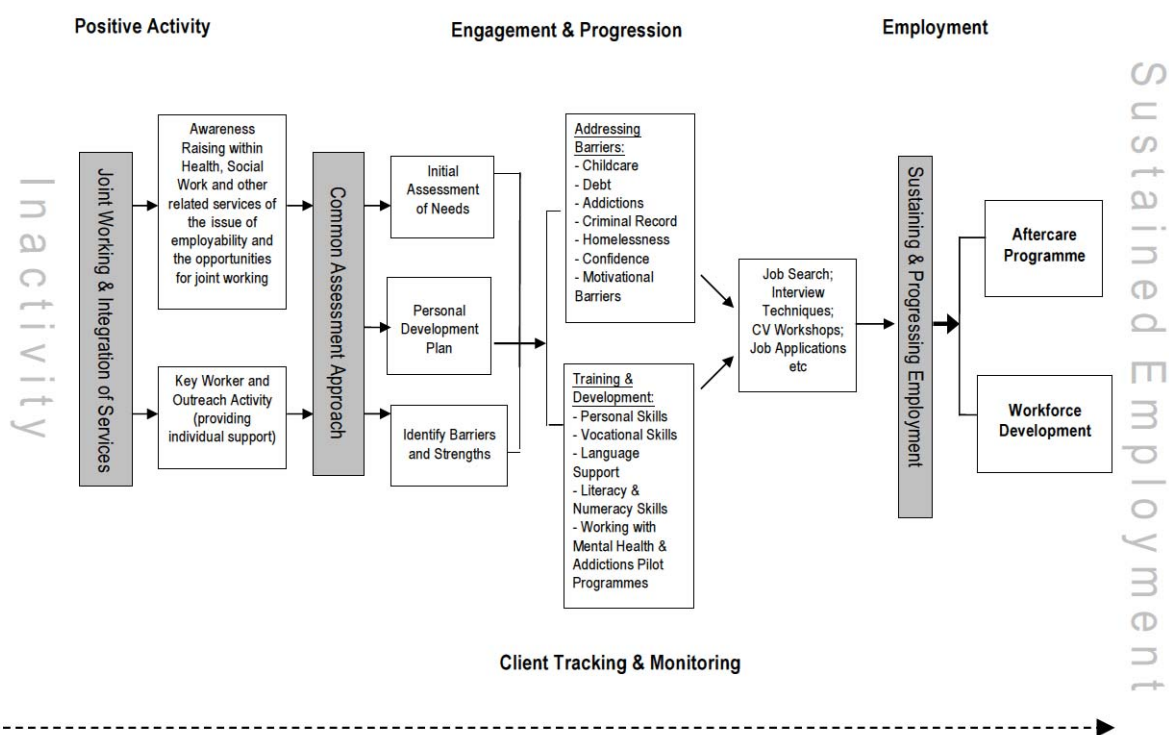 Positive Activity
Engagement & Progression
Employment
Inactivity
Joint Working & Integration of Services
Awareness
Raising within
Health, Social
Work and other
related services of
the issue of
employability and
the opportunities
for joint working
Key Worker and
Outreach Activity
(providing
individual support)
Common Assessment Approach
Initial
Assessment
of Needs
Personal
Development
Plan
Identify Barriers
and Strengths
Addressing
Barriers:
- Childcare
- Debt
- Addictions
- Criminal Record
- Homelessness
- Confidence
- Motivational
Barriers
Training &
Development:
- Personal Skills
- Vocational Skills
- Language
Support
- Literacy &
Numeracy Skills
- Working with
Mental Health &
Addictions Pilot
Programmes
Job Search;
Interview
Techniques;
CV Workshops;
Job Applications
etc
Sustaining & Progressing Employment
Aftercare
Programme
Workforce
Development
Sustained Employment
Client Tracking & Monitoring